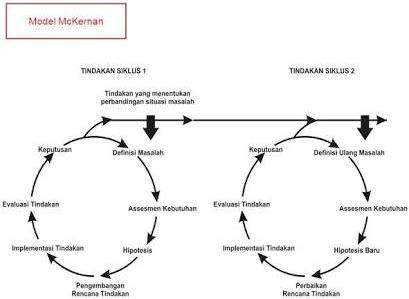 Model McKernan
TINDAKAN SIKLUS 1
TINDAKAN SIKLUS 2
Tindakan yang menentukan
perbandingan situasi masalah
Keputusan
Definisi Masalah
Assesmen Kebutuhan
Hipotesis
Pengembangan
Rencana Tindakan
Implementasi Tindakan
Evaluasi Tindakan
Keputusan
Definisi Ulang Masalah
Assesmen Kebutuhan
Hipotesis Baru
Perbaikan
Rencana Tindakan
Implementasi Tindakan
Evaluasi Tindakan